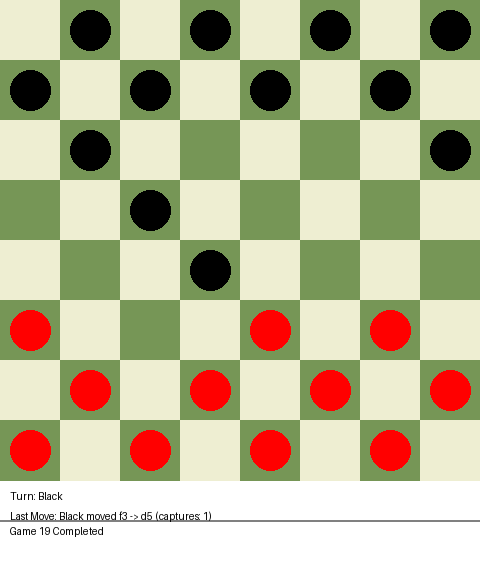 Turn: Black
Last Move: Black moved f3 -> d5 (captures: 1)
Game 19 Completed